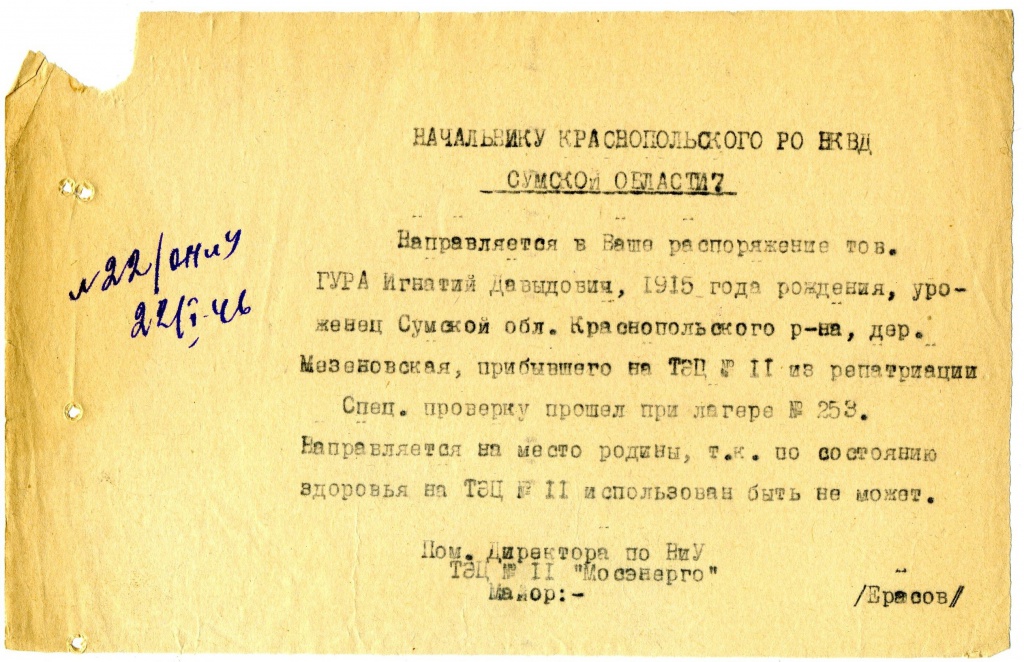 НАЧАЛЬНИКУ КРАСНОПОЛЬСКОГО РО НКВД
СУМСКОЙ ОБЛАСТИ7
№22/ониу
22/I-46
Направляется в Ваше распоряжение тов.
ГУРА Игнатий Давыдович, 1915 года рождения, уро-
женец Сумской обл. Краснопольского р-на, дер.
Мезеновская, прибывшего на ТЭЦ № II из репатриации
Спец. проверку прошел при лагере № 253.
Направляется на место родины, т.к. по состоянию
здоровья на ТЭЦ № II использован быть не может.
Пом. Директора по ВиУ
ТЭЦ № II "Мосэнерго"
Майор:-
/Ерасов/